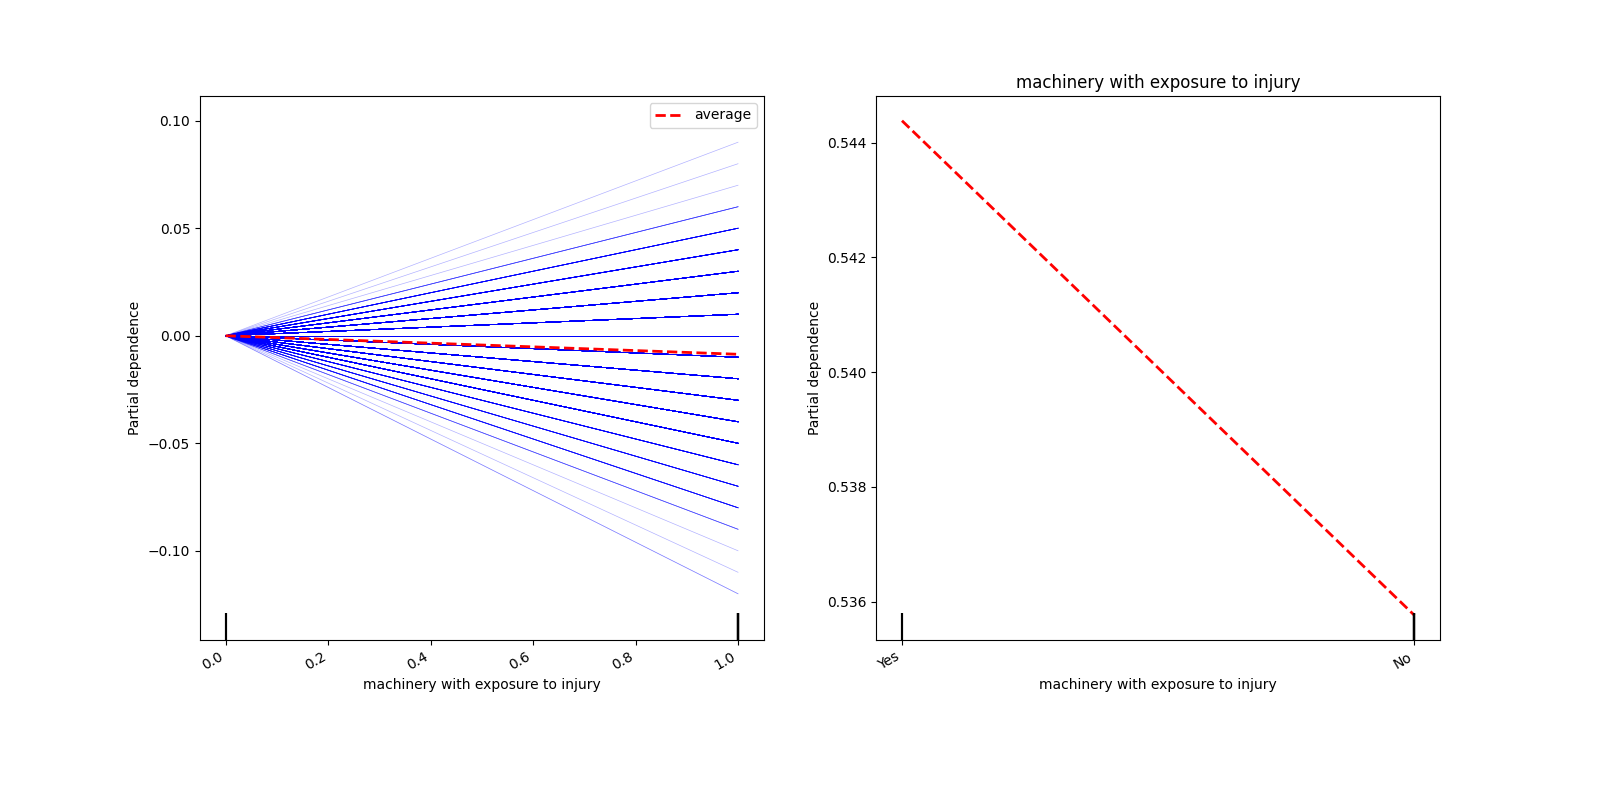 average
0.10
0.05
0.00
−0.05
−0.10
Partial dependence
0.0
0.2
0.4
0.6
0.8
1.0
machinery with exposure to injury
machinery with exposure to injury
0.544
0.542
0.540
0.538
0.536
Partial dependence
Yes
No
machinery with exposure to injury